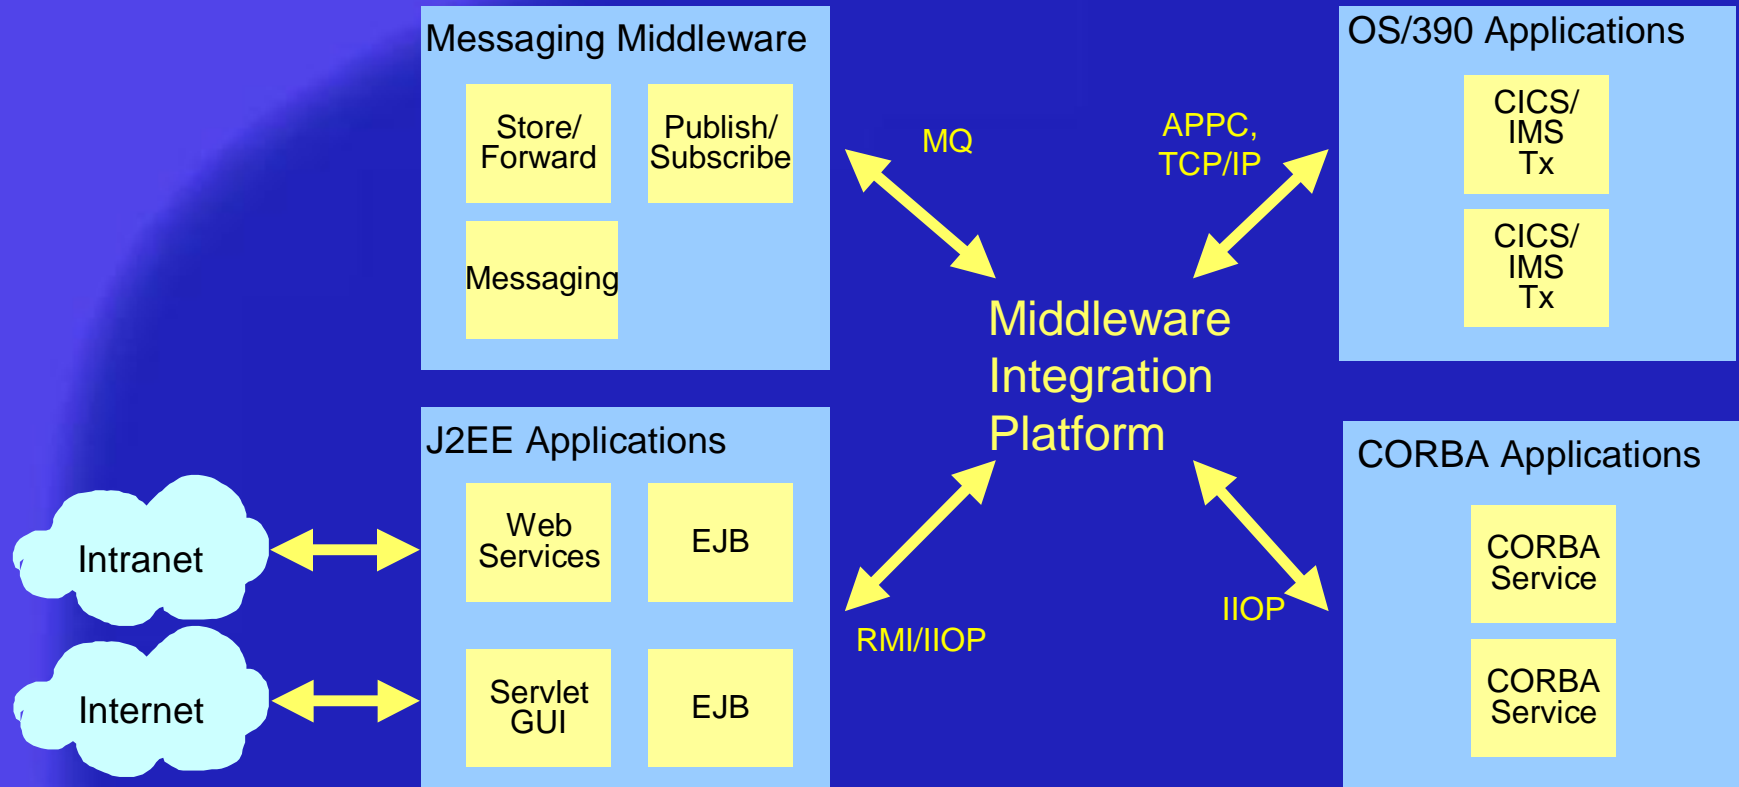 Messaging Middleware
Store/
Forward
Publish/
Subscribe
Messaging
MQ
APPC,
TCP/IP
OS/390 Applications
CICS/
IMS
Tx
CICS/
IMS
Tx
Middleware
Integration
Platform
J2EE Applications
Web
Services
EJB
Servlet
GUI
EJB
Intranet
Internet
RMI/IIOP
IIOP
CORBA Applications
CORBA
Service
CORBA
Service